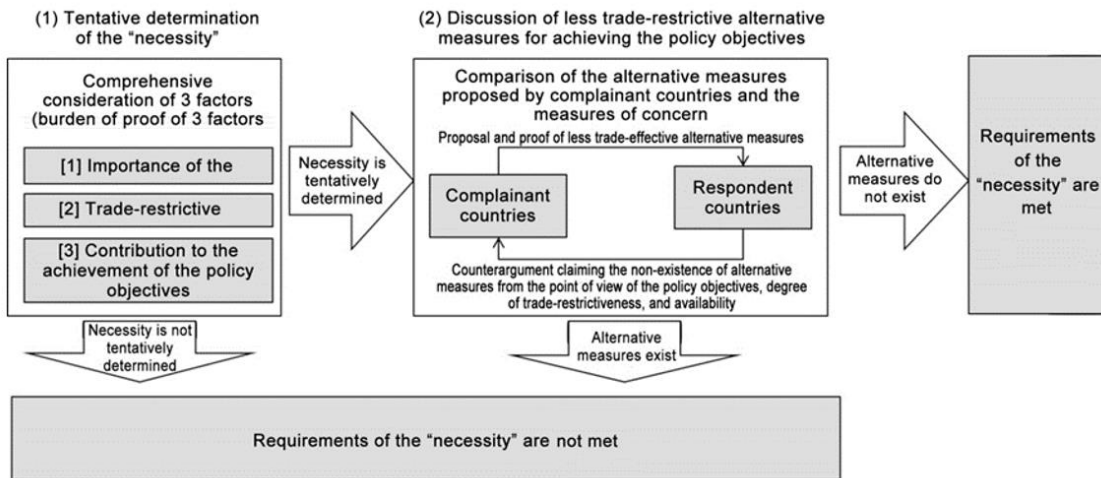 (1) Tentative determination
of the “necessity”
Comprehensive
consideration of 3 factors
(burden of proof of 3 factors
[1] Importance of the
[2] Trade-restrictive
[3] Contribution to the
achievement of the policy
objectives
Necessity is
tentatively
determined
(2) Discussion of less trade-restrictive alternative
measures for achieving the policy objectives
Comparison of the alternative measures
proposed by complainant countries and the
measures of concern
Proposal and proof of less trade-effective alternative measures
Complainant
countries
Respondent
countries
Counterargument claiming the non-existence of alternative
measures from the point of view of the policy objectives, degree
of trade-restrictiveness, and availability
Alternative
measures do
not exist
Requirements
of the
“necessity” are
met
Necessity is not
tentatively
determined
Alternative
measures exist
Requirements of the “necessity” are not met